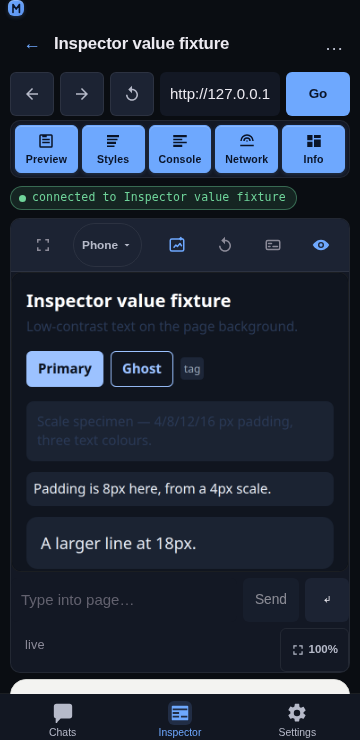 M
← Inspector value fixture ...
http://127.0.0.1 Go
Preview Styles Console Network Info
connected to Inspector value fixture
Phone
Inspector value fixture
Low-contrast text on the page background.
Primary Ghost tag
Scale specimen — 4/8/12/16 px padding,
three text colours.
Padding is 8px here, from a 4px scale.
A larger line at 18px.
Type into page… Send ↲
live 100%
Chats Inspector Settings